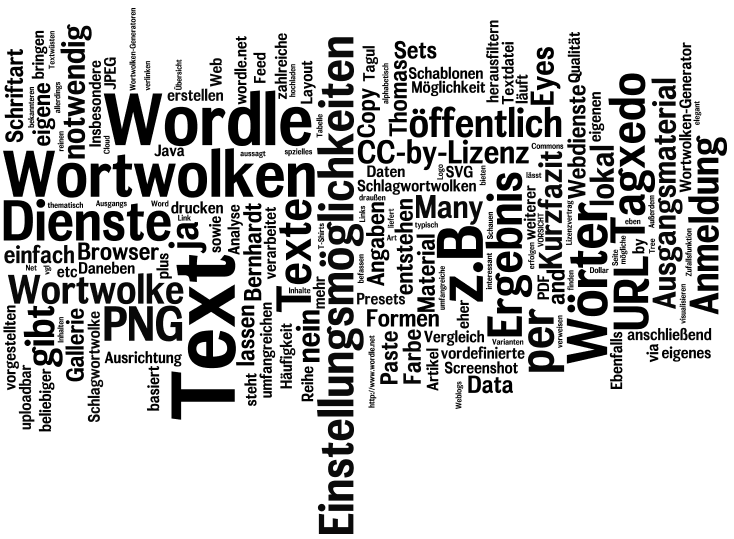 Schriftart
bekannteren
eigene
bringen
Textwüsten
allerdings
reinen
notwendig
Insbesondere
Cloud
JPEG
Wortwolken-Generatoren
verlinken
Übersicht
erstellen
Web
wordle.net
Feed
hochladen
zahlreiche
Layout
Tabelle
Wordle
Java
aussagt
spzielles
Wortwolken
thematisch
Ausgangs
Word
drucken
Link
Dienste
ja
sowie
Analyse
Bernhardt
verarbeitet
Texte
T-Shirts
mehr
Inhalte
einfach
Browser
Net
vgl
etc
Daneben
plus
Wortwolke
PNG
Text
vorgestellten
uploadbar
beliebiger
gibt
Inhalten
Gallerie
Schlagwortwolke
Ausrichtung
basiert
steht
lassen
umfangreichen
Häufigkeit
Reihe
nein
Einstellungsmöglichkeiten
Copy
Tagul
alphabetisch
Thomas
Sets
Schablonen
Möglichkeit
herausfiltern
Textdatei
läuft
Eyes
Qualität
öffentlich
CC-by-Lizenz
Commons
Daten
Logo
SVG
bieten
Schlagwortwolken
draußen
Links
Angaben
liefert
Art
belassen
entstehen
Many
typisch
Material
umfangreiche
z.B
einer
Schauen
interessant
Ergebnis
lässt
weiterer
erfolgen
VORSICHT
Kurzfazit
Lizenzvertrag
Webdienste
eigenen
lokal
Presets
Formen
http://www.wordle.net
Paste
Farbe
Artikel
Vergleich
Varianten
vordefinierte
Screenshot
Weblogs
Data
per
PDF
and
finden
verweisen
Wörter
Dollar
Seite
mögliche
URL
Tagxedo
eben
by
Tree
Außerdem
Ausgangsmaterial
Wortwolken-Generator
elegant
Zufallsfunktion
visualisieren
Anmeldung
Ebenfalls
anschließend
via
eigenes